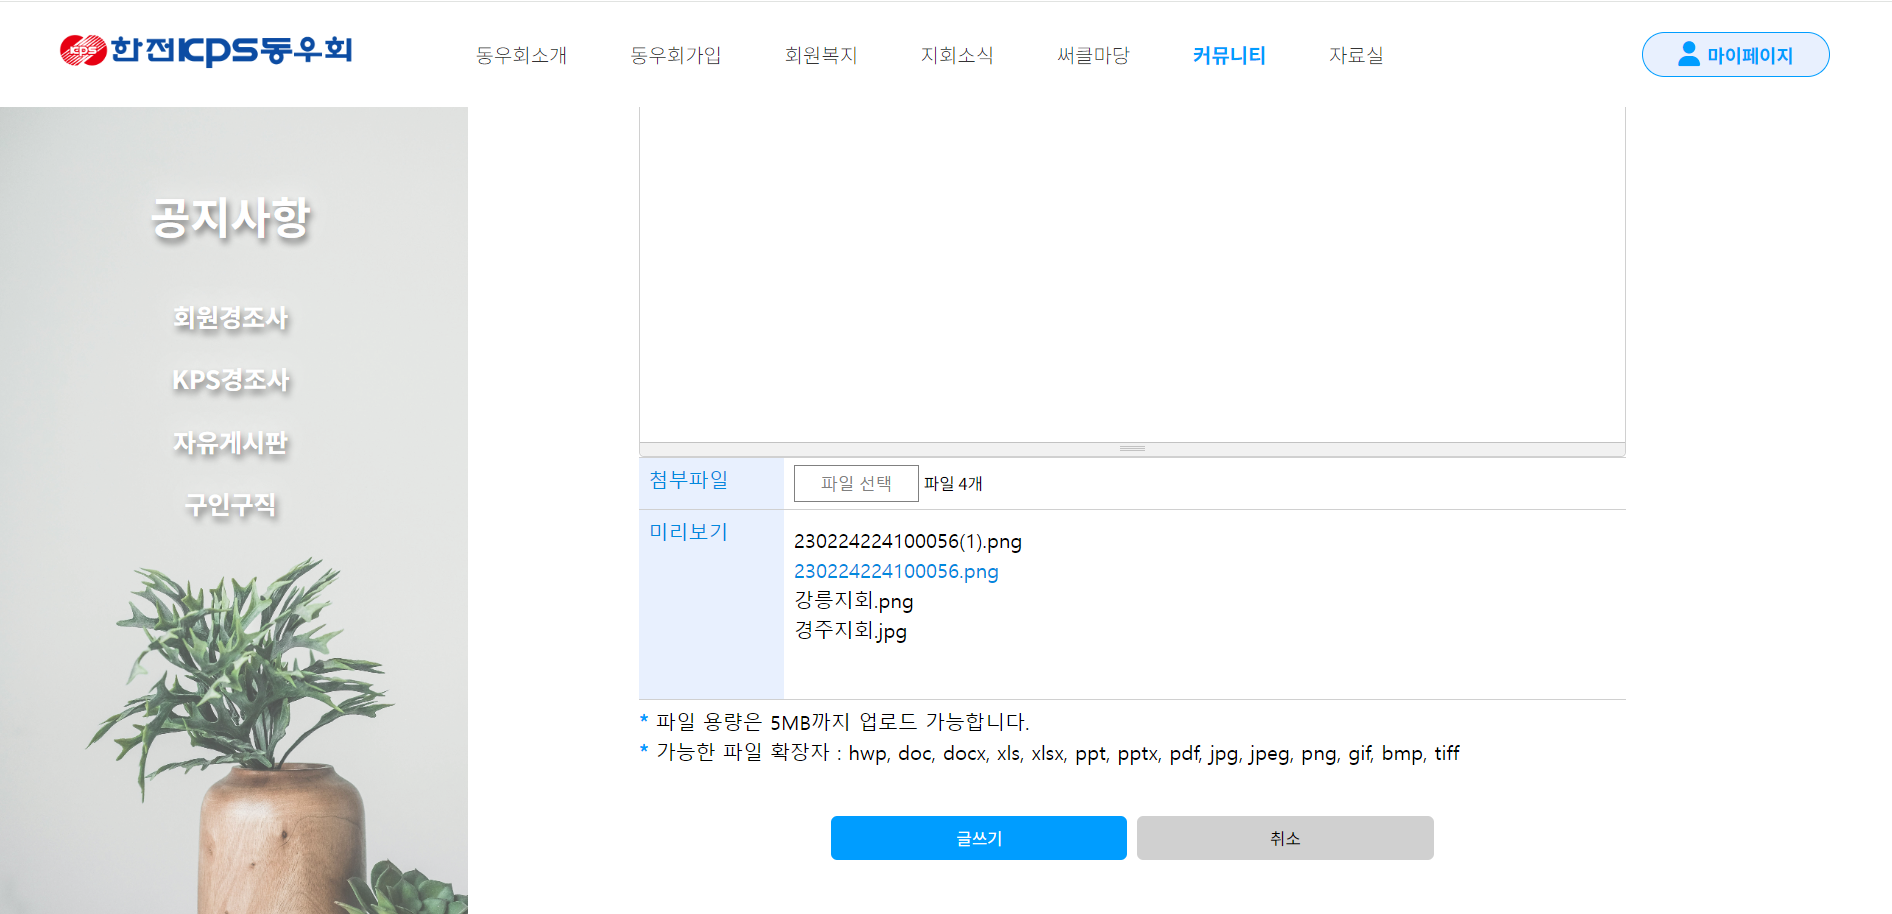 kps 한전KPS동우회
동우회소개 동우회가입 회원복지 지회소식 써클마당 커뮤니티 자료실
마이페이지
공지사항
회원경조사
KPS경조사
자유게시판
구인구직
첨부파일 파일 선택 파일 4개
미리보기
230224224100056(1).png
230224224100056.png
강릉지회.png
경주지회.jpg
* 파일 용량은 5MB까지 업로드 가능합니다.
* 가능한 파일 확장자 : hwp, doc, docx, xls, xlsx, ppt, pptx, pdf, jpg, jpeg, png, gif, bmp, tiff
글쓰기 취소